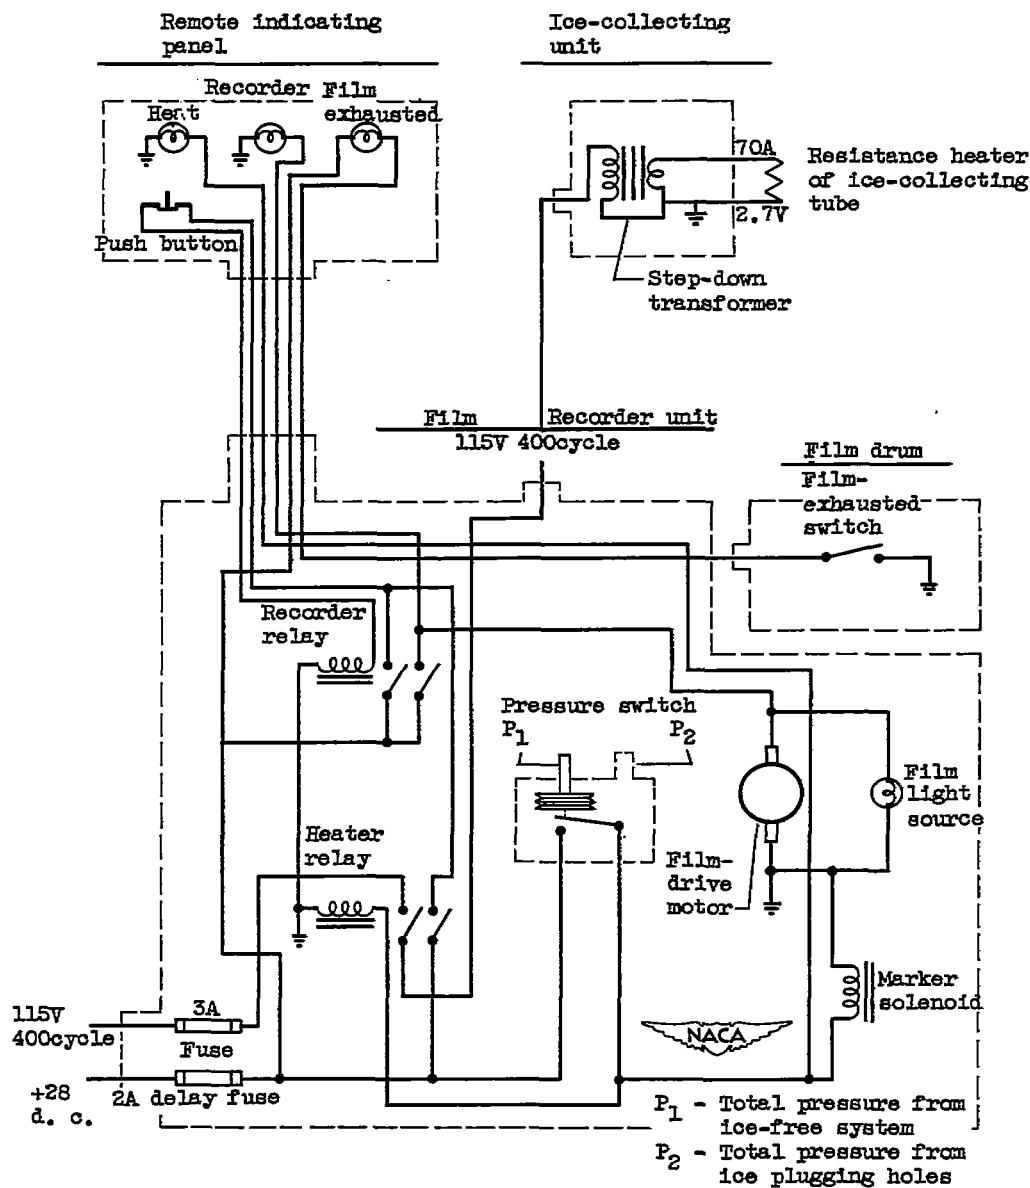 Remote indicating
panel
Ice-collecting
unit
Recorder
Film
exhausted
Heat
70A
2.7V
Resistance heater
of ice-collecting
tube
Push button
Step-down
transformer
Film Recorder unit
115V 400cycle
Film drum
Film-
exhausted
switch
Recorder
relay
Pressure switch
P1
P2
Film
light
source
Heater
relay
Film-
drive
motor
Marker
solenoid
115V
400cycle
3A
Fuse
NACA
+28
d. c.
2A delay fuse
P1 - Total pressure from
ice-free system
P2 - Total pressure from
ice plugging holes